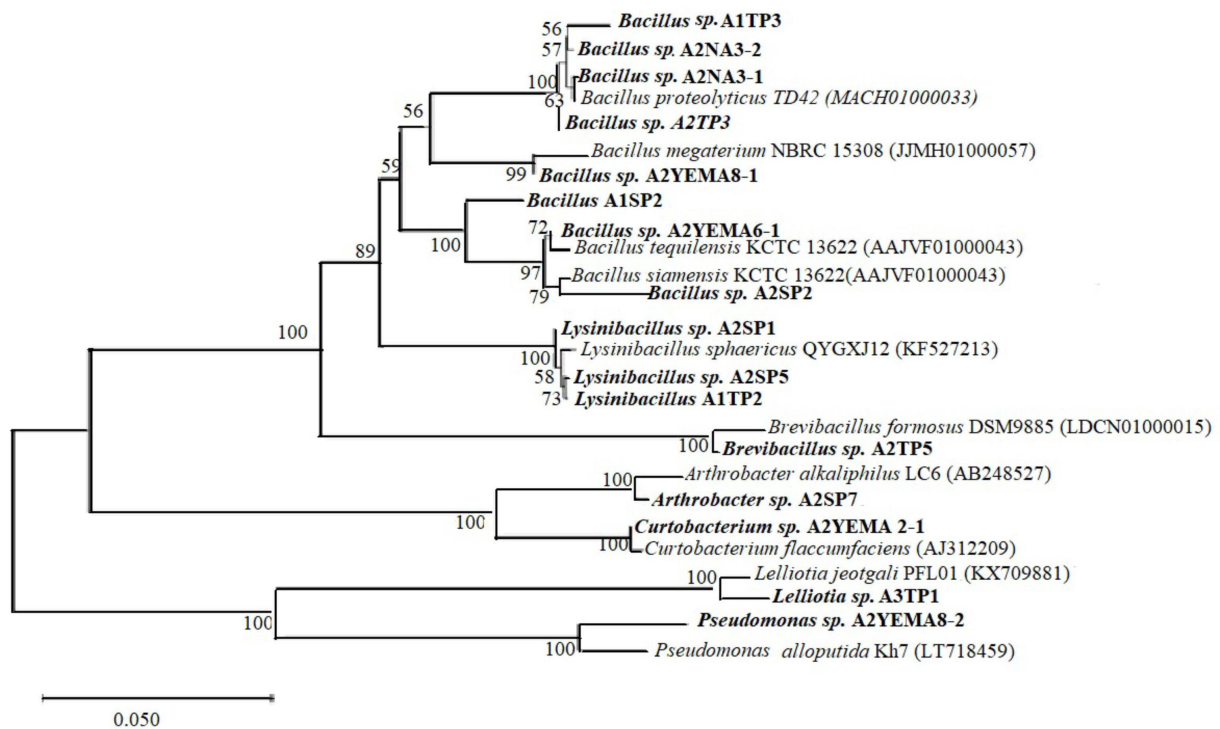 Bacillus sp. A1TP3
56
Bacillus sp. A2NA3-2
57
Bacillus sp. A2NA3-1
100
Bacillus proteolyticus TD42 (MACH01000033)
63
Bacillus sp. A2TP3
56
Bacillus megaterium NBRC 15308 (JJMH01000057)
59
99
Bacillus sp. A2YEMA8-1
Bacillus A1SP2
72
Bacillus sp. A2YEMA6-1
100
Bacillus tequilensis KCTC 13622 (AAJVF01000043)
89
97
Bacillus siamensis KCTC 13622(AAJVF01000043)
79
Bacillus sp. A2SP2
Lysinibacillus sp. A2SP1
100
Lysinibacillus sphaericus QYGXJ12 (KF527213)
100
58
Lysinibacillus sp. A2SP5
73
Lysinibacillus A1TP2
Brevibacillus formosus DSM9885 (LDCN01000015)
100
Brevibacillus sp. A2TP5
Arthrobacter alkaliphilus LC6 (AB248527)
100
Arthrobacter sp. A2SP7
100
Curtobacterium sp. A2YEMA 2-1
100
Curtobacterium flaccumfaciens (AJ312209)
Lelliotia jeotgali PFL01 (KX709881)
100
Lelliotia sp. A3TP1
100
Pseudomonas sp. A2YEMA8-2
100
Pseudomonas alloputida Kh7 (LT718459)
0.050